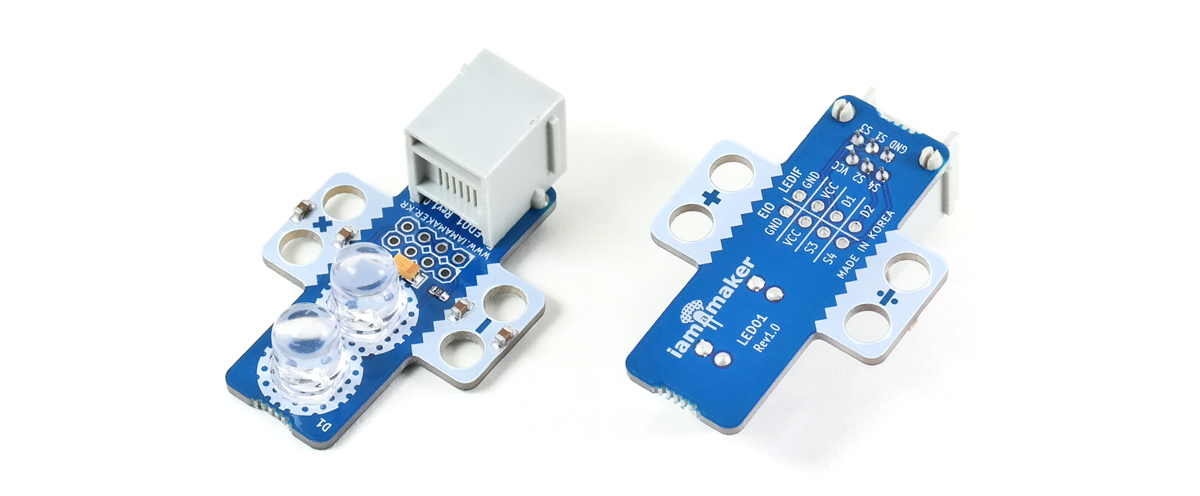 WWW.IAMAMAKER.KR
LED01 Rev1.0
+
-
D1
S3
S1
GND
VCC
S2
S4
EIO
LEDIF
GND
GND
VCC
VCC
D1
S3
D2
S4
MADE IN KOREA
+
÷
iamamaker
LED01
Rev1.0